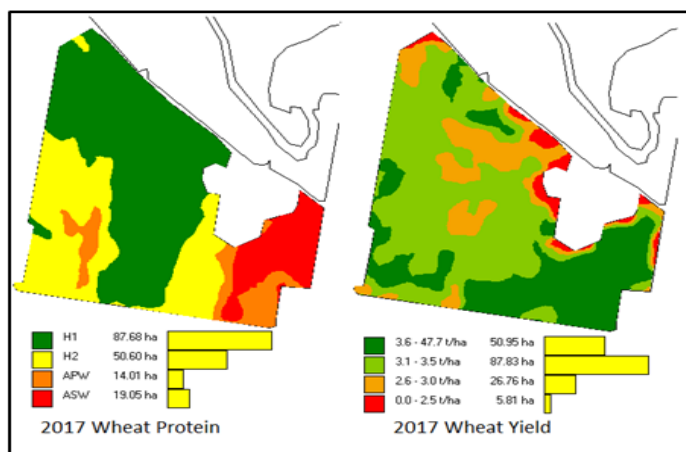 H1 87.68 ha
H2 50.60 ha
APW 14.01 ha
ASW 19.05 ha
2017 Wheat Protein
3.6 - 47.7 t/ha 50.95 ha
3.1 - 3.5 t/ha 87.83 ha
2.6 - 3.0 t/ha 26.76 ha
0.0 - 2.5 t/ha 5.81 ha
2017 Wheat Yield